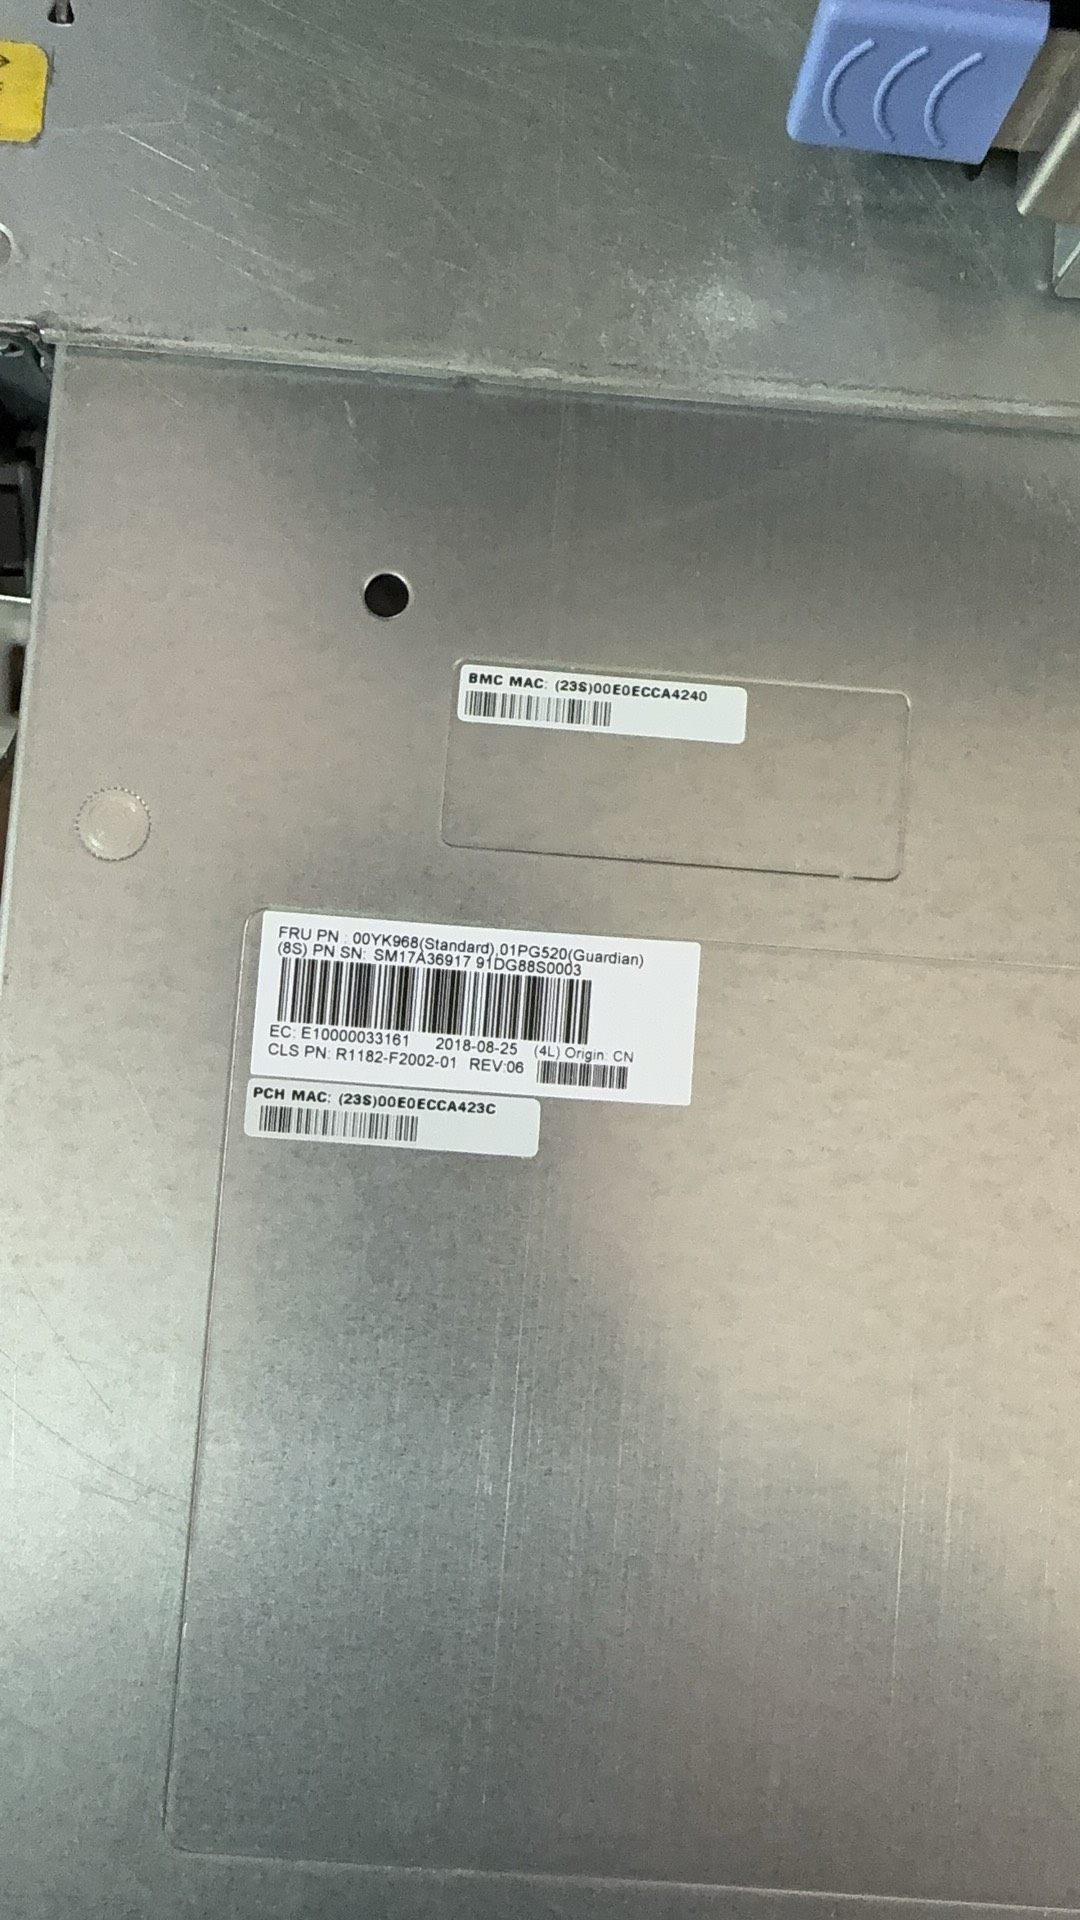 BMC MAC: (23S)00E0ECCA4240
FRU PN : 00YK968(Standard),01PG520(Guardian)
(8S) PN SN: SM17A36917 91DG88S0003
EC: E10000033161 2018-08-25 (4L) Origin: CN
CLS PN: R1182-F2002-01 REV:06
PCH MAC: (23S)00E0ECCA423C